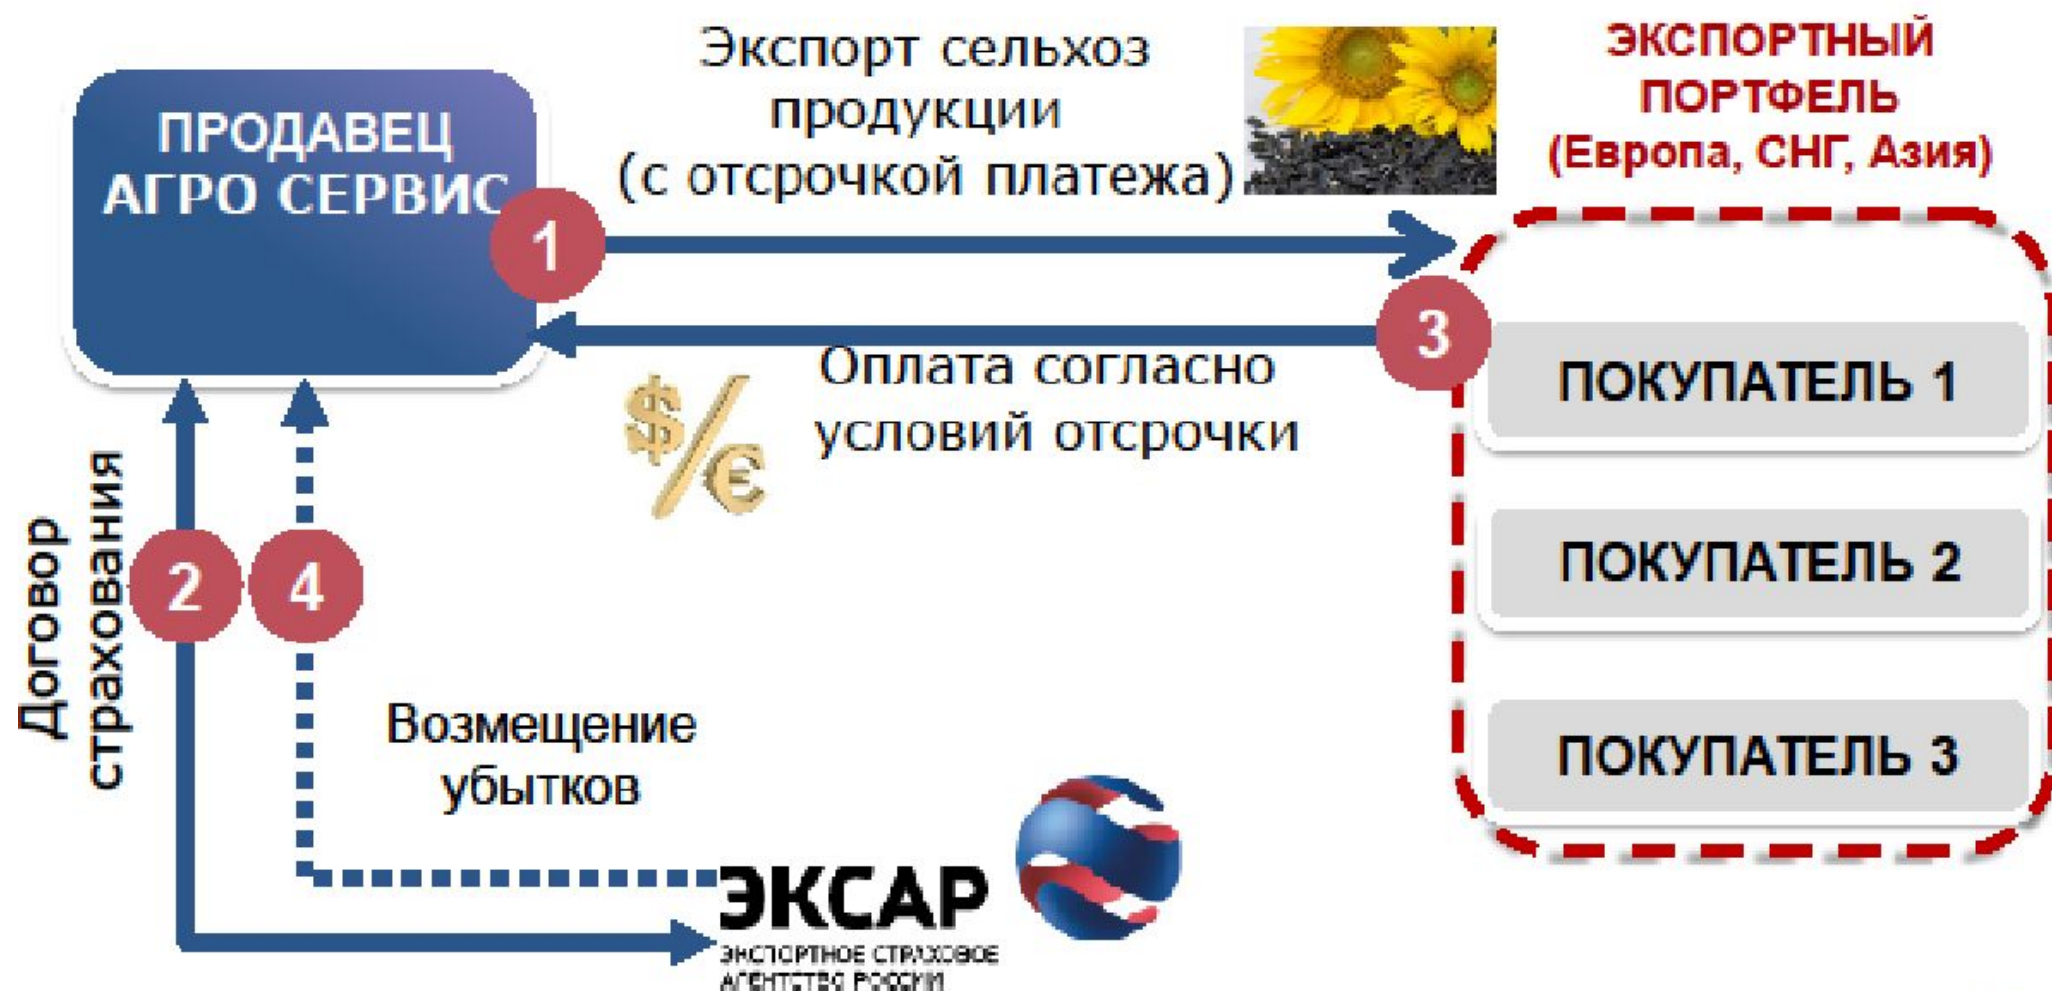 ПРОДАВЕЦ
АГРО СЕРВИС
1
Экспорт сельхоз
продукции
(с отсрочкой платежа)
ЭКСПОРТНЫЙ
ПОРТФЕЛЬ
(Европа, СНГ, Азия)
3
Оплата согласно
условий отсрочки
$/€
ПОКУПАТЕЛЬ 1
ПОКУПАТЕЛЬ 2
ПОКУПАТЕЛЬ 3
Договор
страхования
2
4
Возмещение
убытков
ЭКСАР
ЭКСПОРТНОЕ СТРАХОВОЕ
АГЕНТСТВО РОССИИ